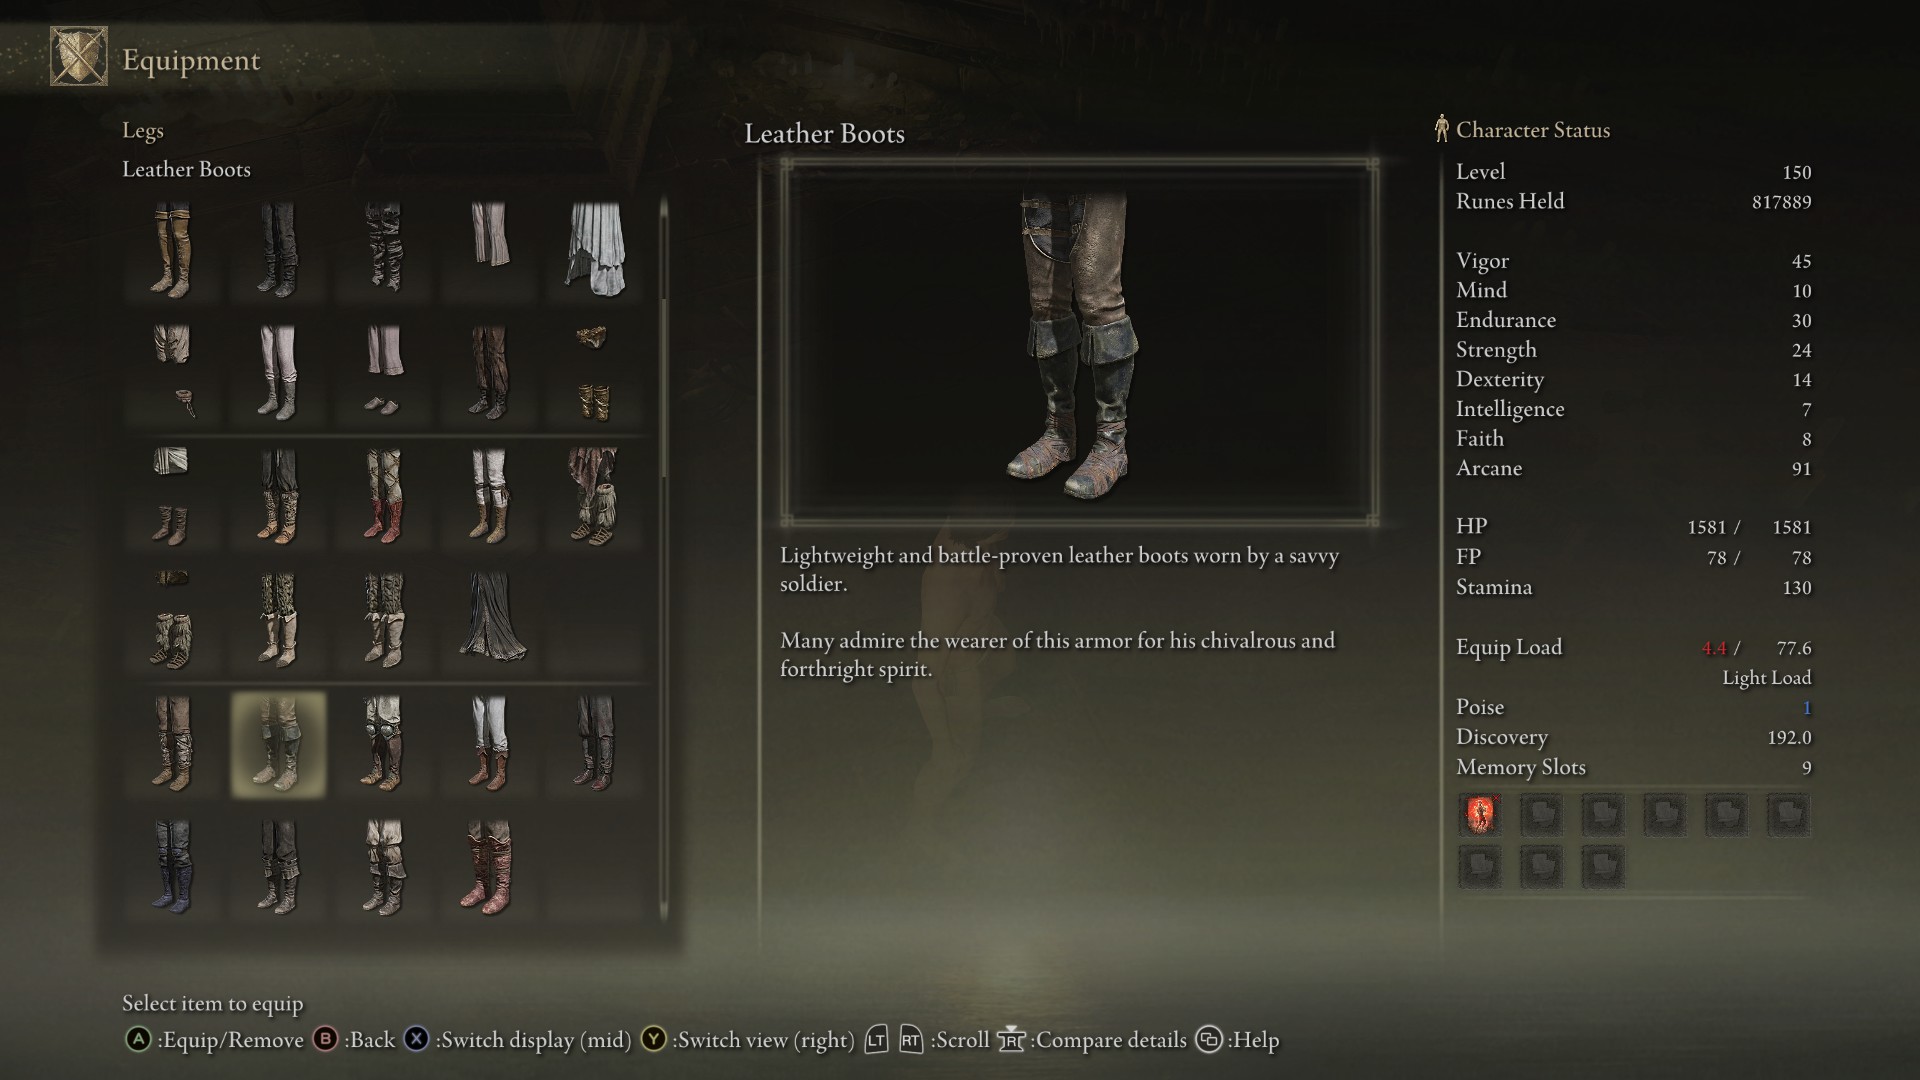 Equipment
Legs
Leather Boots
Leather Boots
Lightweight and battle-proven leather boots worn by a savvy
soldier.
Many admire the wearer of this armor for his chivalrous and
forthright spirit.
Character Status
Level 150
Runes Held 817889
Vigor 45
Mind 10
Endurance 30
Strength 24
Dexterity 14
Intelligence 7
Faith 8
Arcane 91
HP 1581 / 1581
FP 78 / 78
Stamina 130
Equip Load 4.4 / 77.6
Light Load
Poise 1
Discovery 192.0
Memory Slots 9
Select item to equip
A :Equip/Remove B :Back X :Switch display (mid) Y :Switch view (right) LT RT :Scroll R :Compare details :Help